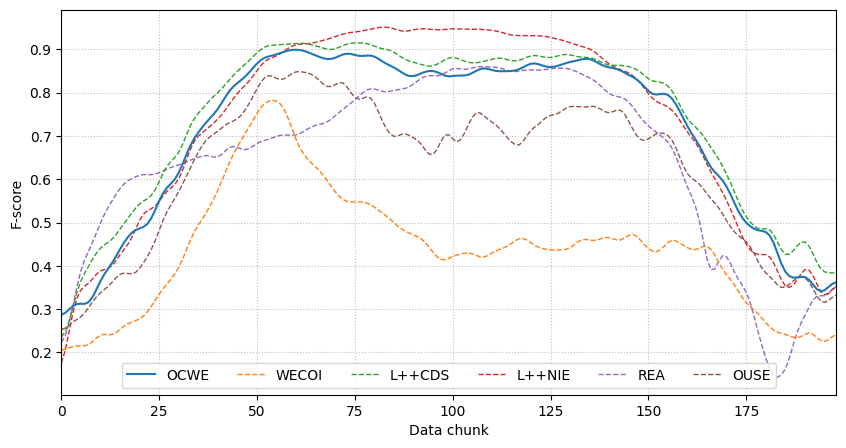 0.9
0.8
0.7
0.6
0.5
0.4
0.3
0.2
F-score
OCWE WECOI L++CDS L++NIE REA OUSE
0 25 50 75 100 125 150 175
Data chunk